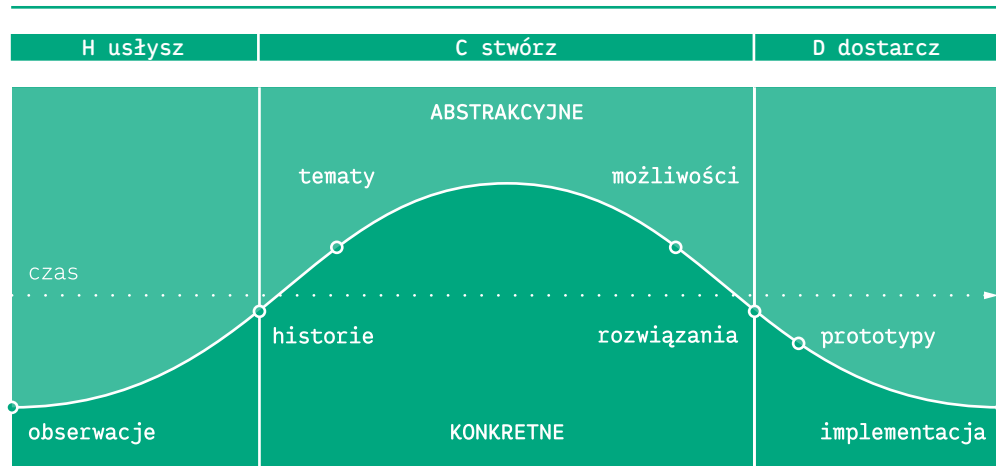 H usłysz
C stwórz
D dostarcz
ABSTRAKCYJNE
tematy
możliwości
czas
historie
rozwiązania
prototypy
obserwacje
KONKRETNE
implementacja